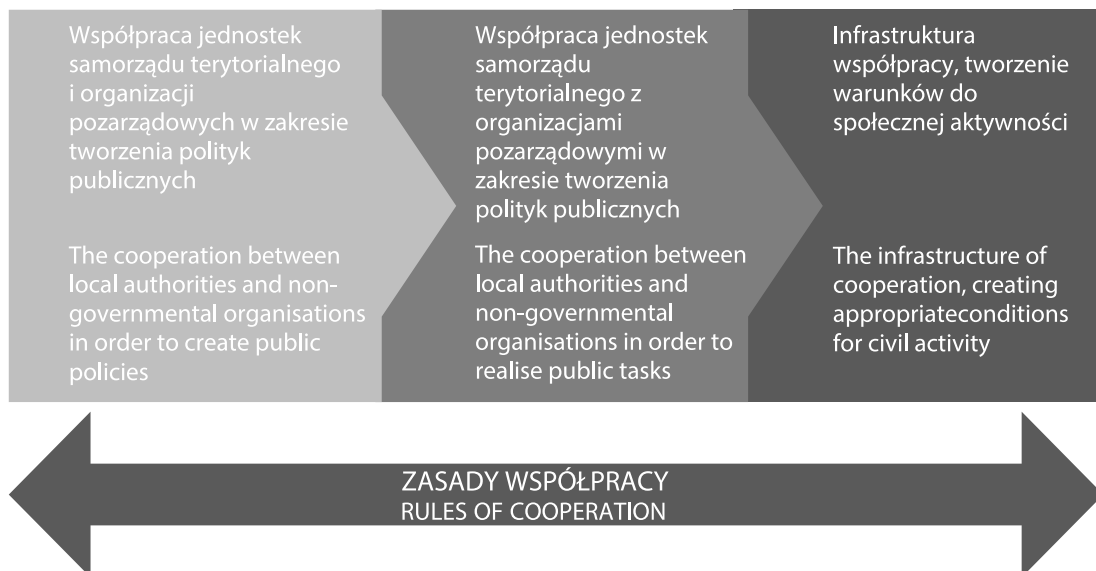 Współpraca jednostek
samorządu terytorialnego
i organizacji
pozarządowych w zakresie
tworzenia polityk
publicznych
The cooperation between
local authorities and non-
governmental organisations
in order to create public
policies
Współpraca jednostek
samorządu
terytorialnego z
organizacjami
pozarządowymi w
zakresie tworzenia
polityk publicznych
The cooperation between
local authorities and
non-governmental
organisations in order to
realise public tasks
Infrastruktura
współpracy, tworzenie
warunków do
społecznej aktywności
The infrastructure of
cooperation, creating
appropriateconditions
for civil activity
ZASADY WSPÓŁPRACY
RULES OF COOPERATION